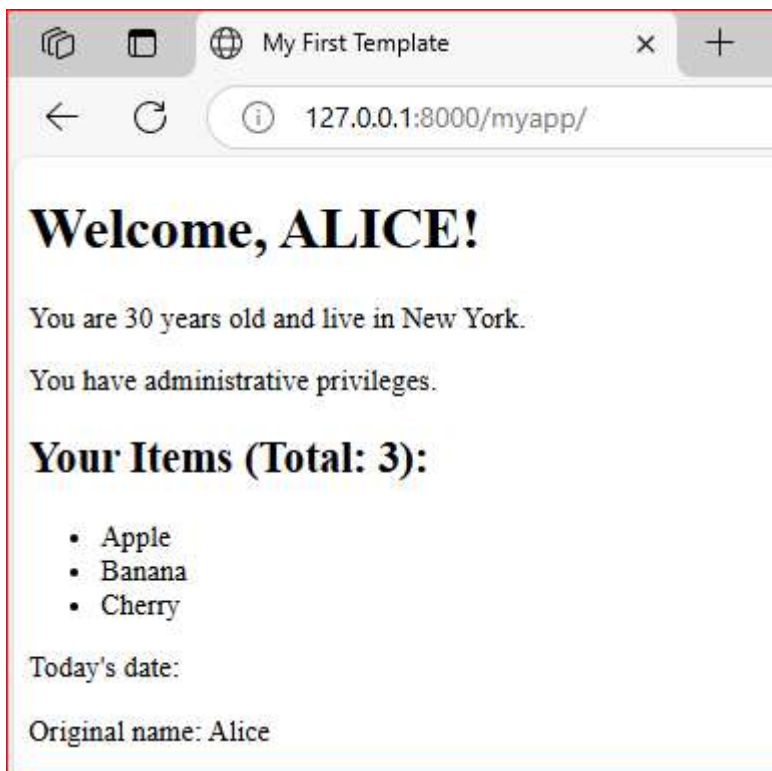 My First Template
127.0.0.1:8000/myapp/
Welcome, ALICE!
You are 30 years old and live in New York.
You have administrative privileges.
Your Items (Total: 3):
• Apple
• Banana
• Cherry
Today's date:
Original name: Alice